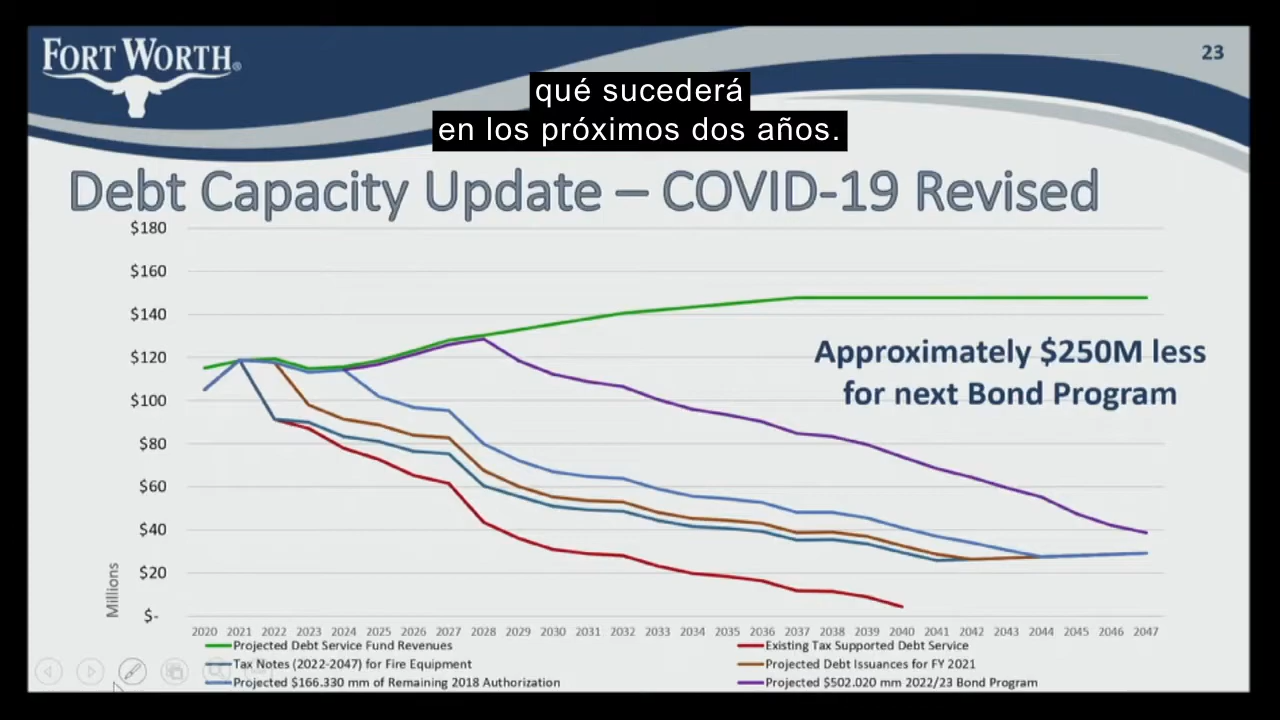 FORT WORTH®
23
qué sucederá
en los próximos dos años.
Debt Capacity Update – COVID-19 Revised
$180
$160
$140
$120
$100
$80
$60
$40
$20
$-
Millions
Approximately $250M less
for next Bond Program
2020 2021 2022 2023 2024 2025 2026 2027 2028 2029 2030 2031 2032 2033 2034 2035 2036 2037 2038 2039 2040 2041 2042 2043 2044 2045 2046 2047
Projected Debt Service Fund Revenues
Existing Tax Supported Debt Service
Tax Notes (2022-2047) for Fire Equipment
Projected Debt Issuances for FY 2021
Projected $166.330 mm of Remaining 2018 Authorization
Projected $502.020 mm 2022/23 Bond Program